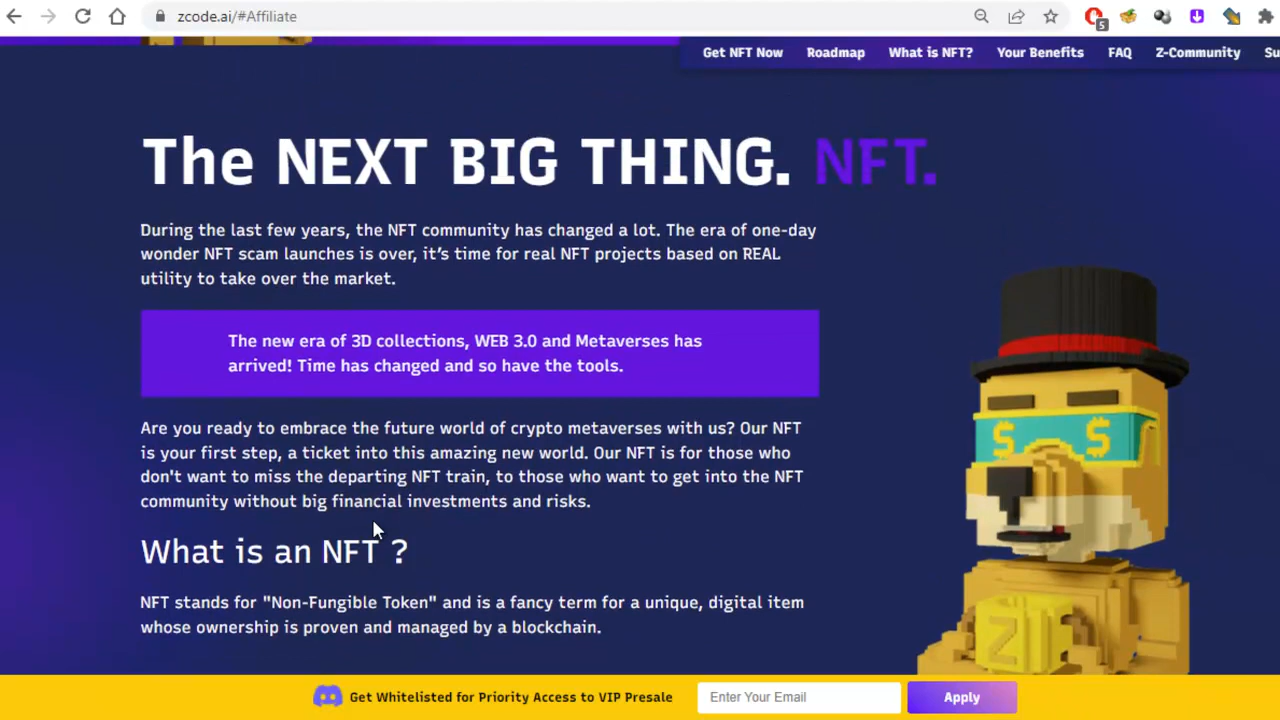 zcode.ai/#Affiliate
5
Get NFT Now Roadmap What is NFT? Your Benefits FAQ Z-Community Su
The NEXT BIG THING. NFT.
During the last few years, the NFT community has changed a lot. The era of one-day
wonder NFT scam launches is over, it’s time for real NFT projects based on REAL
utility to take over the market.
The new era of 3D collections, WEB 3.0 and Metaverses has
arrived! Time has changed and so have the tools.
Are you ready to embrace the future world of crypto metaverses with us? Our NFT
is your first step, a ticket into this amazing new world. Our NFT is for those who
don't want to miss the departing NFT train, to those who want to get into the NFT
community without big financial investments and risks.
$ $
What is an NFT ?
NFT stands for "Non-Fungible Token" and is a fancy term for a unique, digital item
whose ownership is proven and managed by a blockchain.
Z
Get Whitelisted for Priority Access to VIP Presale Enter Your Email Apply